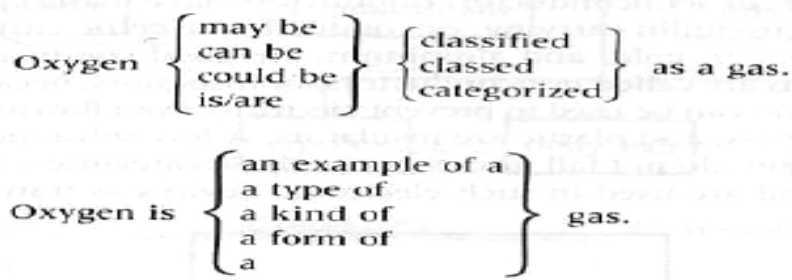 may be
can be
classified
Oxygen
could be
classed
as a gas.
is/are
categorized
an example of a
a type of
Oxygen is
a kind of
gas.
a form of
a